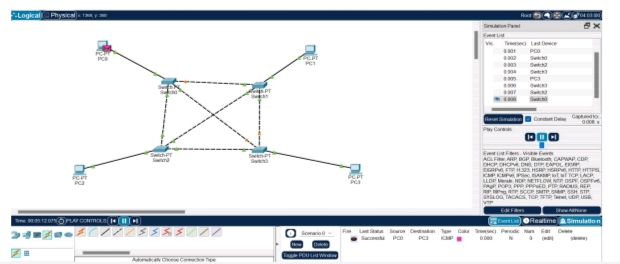 Logical Physical x: 1368, y: 360
Root 04:03:00
PC-PT
PC0
PC-PT
PC1
Switch-PT
Switch0
Switch-PT
Switch1
Switch-PT
Switch2
Switch-PT
Switch3
PC-PT
PC2
PC-PT
PC3
Simulation Panel
Event List
Vis. Time(sec) Last Device
0.001 PC0
0.002 Switch0
0.003 Switch2
0.004 Switch3
0.005 PC3
0.006 Switch3
0.007 Switch2
0.008 Switch0
Reset Simulation Constant Delay Captured to:
0.008 s
Play Controls
Event List Filters - Visible Events
ACL Filter, ARP, BGP, Bluetooth, CAPWAP, CDP,
DHCP, DHCPv6, DNS, DTP, EAPOL, EIGRP,
EIGRPv6, FTP, H.323, HSRP, HSRPv6, HTTP, HTTPS,
ICMP, ICMPv6, IPSec, ISAKMP, IoT, IoT TCP, LACP,
LLDP, Meraki, NDP, NETFLOW, NTP, OSPF, OSPFv6,
PAgP, POP3, PPP, PPPoED, PTP, RADIUS, REP,
RIP, RIPng, RTP, SCCP, SMTP, SNMP, SSH, STP,
SYSLOG, TACACS, TCP, TFTP, Telnet, UDP, USB,
VTP
Edit Filters Show All/None
Time: 00:35:12.075 PLAY CONTROLS:
Event List Realtime Simulation
Scenario 0
New Delete
Toggle PDU List Window
Fire Last Status Source Destination Type Color Time(sec) Periodic Num Edit Delete
Successful PC0 PC3 ICMP 0.000 N 0 (edit) (delete)
Automatically Choose Connection Type